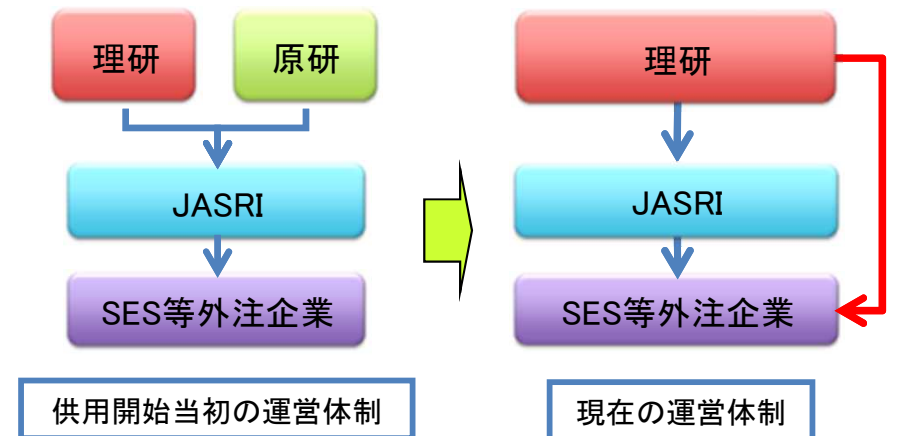 理研
原研
JASRI
SES等外注企業
供用開始当初の運営体制
理研
JASRI
SES等外注企業
現在の運営体制